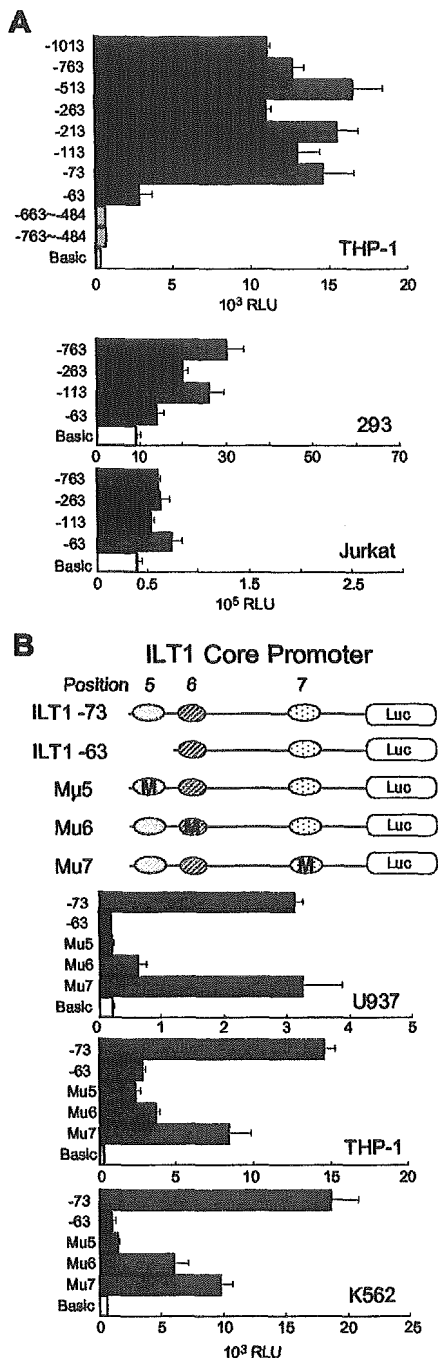 A
-1013
-763
-513
-263
-213
-113
-73
-63
-663~-484
-763~-484
Basic
0 5 10 15 20
10³ RLU
THP-1
-763
-263
-113
-63
Basic
0 10 30 50 70
293
-763
-263
-113
-63
Basic
0 0.5 1.5 2.5
10⁵ RLU
Jurkat
B
ILT1 Core Promoter
Position 5 6 7
ILT1 -73 Luc
ILT1 -63 Luc
Mµ5 M Luc
Mu6 M Luc
Mu7 M Luc
-73
-63
Mu5
Mu6
Mu7
Basic
0 1 2 3 4 5
U937
-73
-63
Mu5
Mu6
Mu7
Basic
0 5 10 15 20
THP-1
-73
-63
Mu5
Mu6
Mu7
Basic
0 5 10 15 20 25
K562
10³ RLU